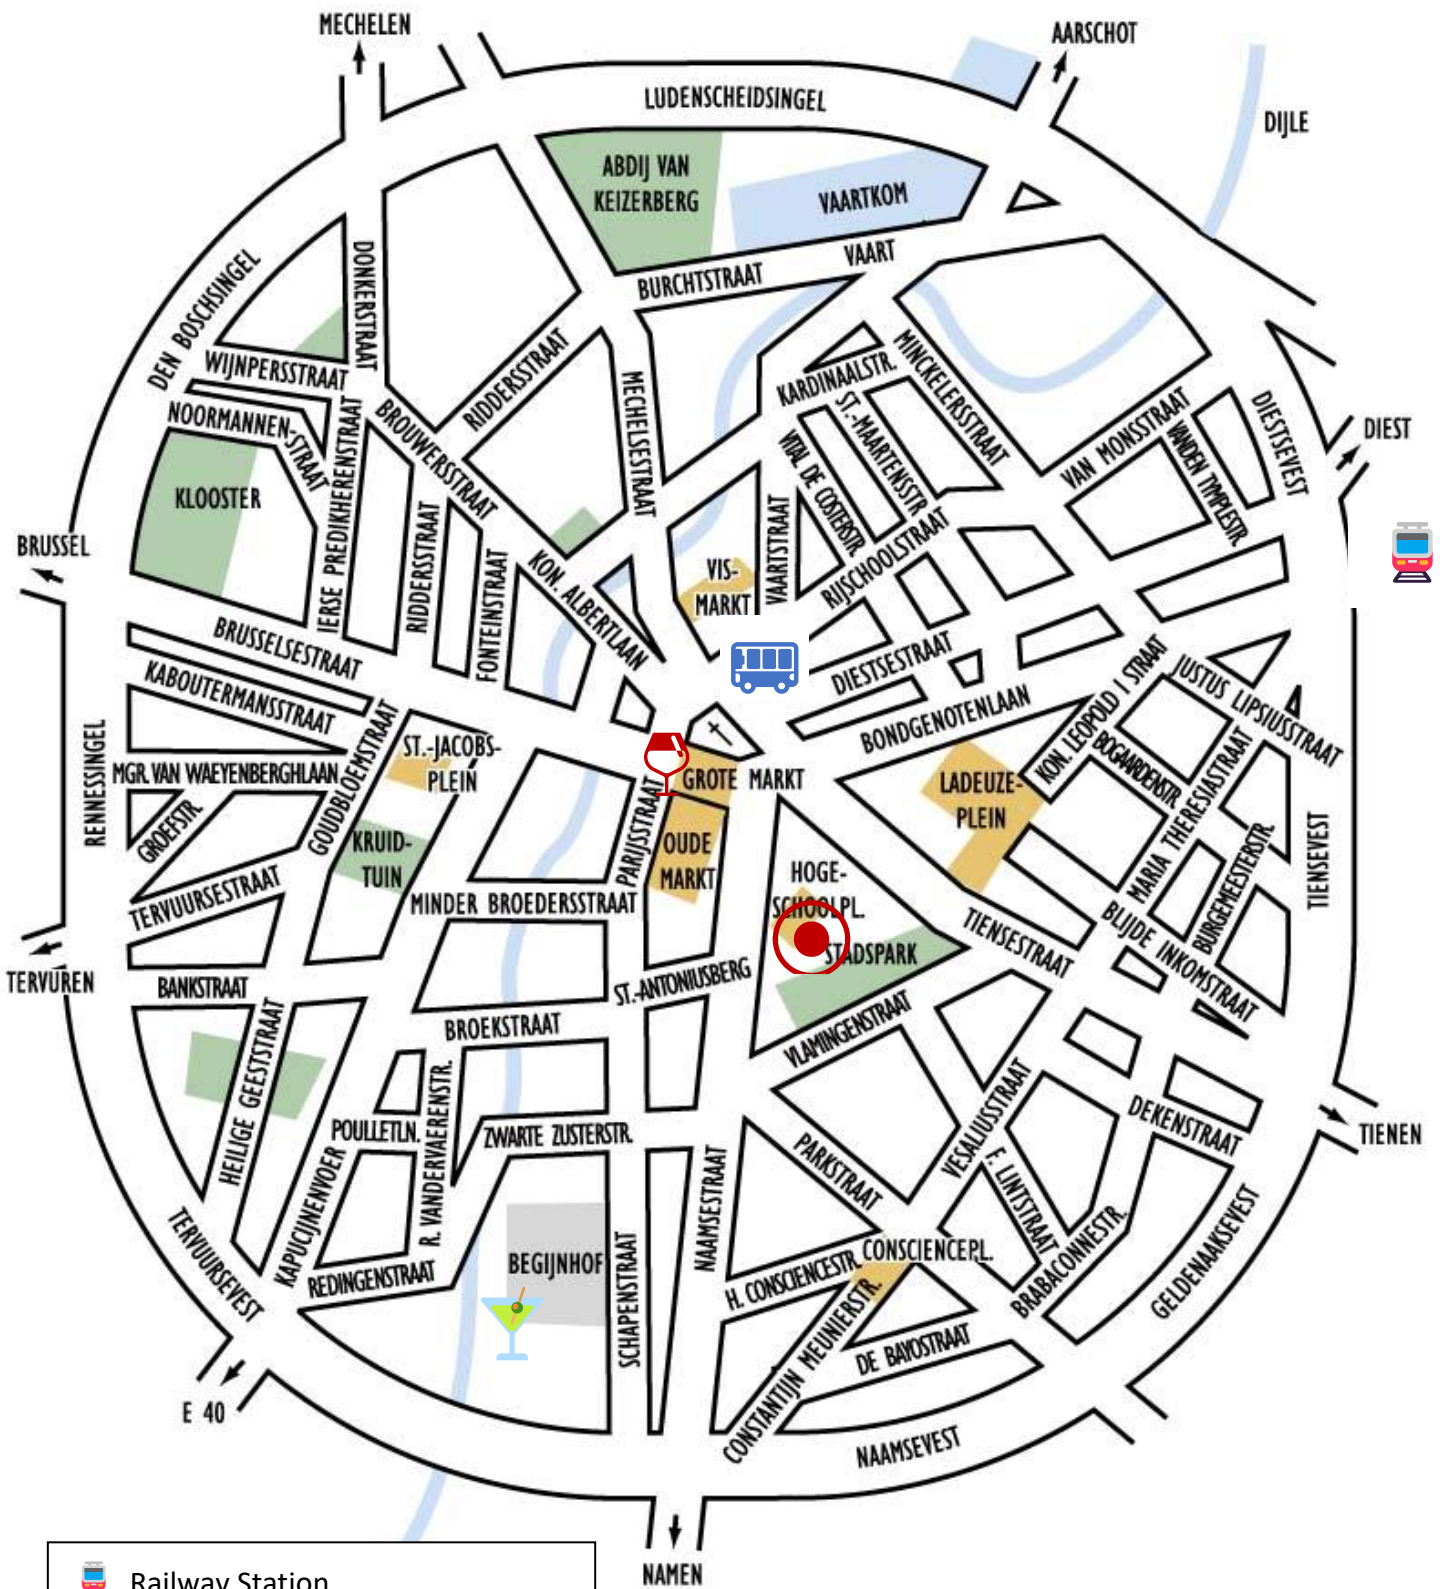 MECHELEN
AARSCHOT
LUDENSCHEIDSINGEL
DIJLE
ABDIJ VAN
KEIZERBERG
VAARTKOM
VAART
BURCHTSTRAAT
DEN BOSCHSINGEL
DONKERSTRAAT
WIJNPERSSTRAAT
RIDDERSSTRAAT
MECHELSESTRAAT
KARDINAALSTR.
MINCKELERSSTRAAT
NOORMANNEN-
STRAAT
BROUWERSSTRAAT
ST.-MAARTENSSTR.
VITAL DE COSTERSTR.
VAN MONSSTRAAT
VANDEN TYMPLESTR.
DIESTSEVEST
DIEST
KLOOSTER
IERSE PREDIKHERENSTRAAT
RIDDERSSTRAAT
FONTEINSTRAAT
KON. ALBERTLAAN
VIS-
MARKT
VAARTSTRAAT
RIJSCHOOLSTRAAT
BRUSSEL
BRUSSELSESTRAAT
KABOUTERMANSSTRAAT
DIESTSESTRAAT
BONDGENOTENLAAN
KON. LEOPOLD I STRAAT
JUSTUS LIPSIUSSTRAAT
BOGAARDENSTR.
MARIA THERESIASTRAAT
RENNESSINGEL
MGR. VAN WAEYENBERGHLAAN
GOUDBLOEMSTRAAT
ST.-JACOBS-
PLEIN
GROTE MARKT
LADEUZE-
PLEIN
GROEFSTR.
KRUID-
TUIN
PARIJSSTRAAT
OUDE
MARKT
HOGE-
SCHOOLPL.
STADSPARK
TIENSESTRAAT
BLIJDE INKOMSTRAAT
BURGEMEESTERSTR.
TIENSEVEST
TERVUURSESTRAAT
MINDER BROEDERSSTRAAT
TERVUREN
BANKSTRAAT
ST.-ANTONIUSBERG
BROEKSTRAAT
VLAMINGENSTRAAT
HEILIGE GEESTSTRAAT
POULLETLN.
R. VANDERVAERENSTR.
ZWARTE ZUSTERSTR.
KAPUCIJNENVOER
NAAMSESTRAAT
PARKSTRAAT
VESALIUSSTRAAT
F. LINTSTRAAT
DEKENSTRAAT
TIENEN
TERVUURSEVEST
REDINGENSTRAAT
BEGIJNHOF
SCHAPENSTRAAT
H. CONSCIENCESTR.
CONSCIENCEPL.
BRABACONNESTR.
GELDENAAKSEVEST
CONSTANTIJN MEUNIERSTR.
DE BAYOSTRAAT
E 40
NAAMSEVEST
NAMEN
Railway Station